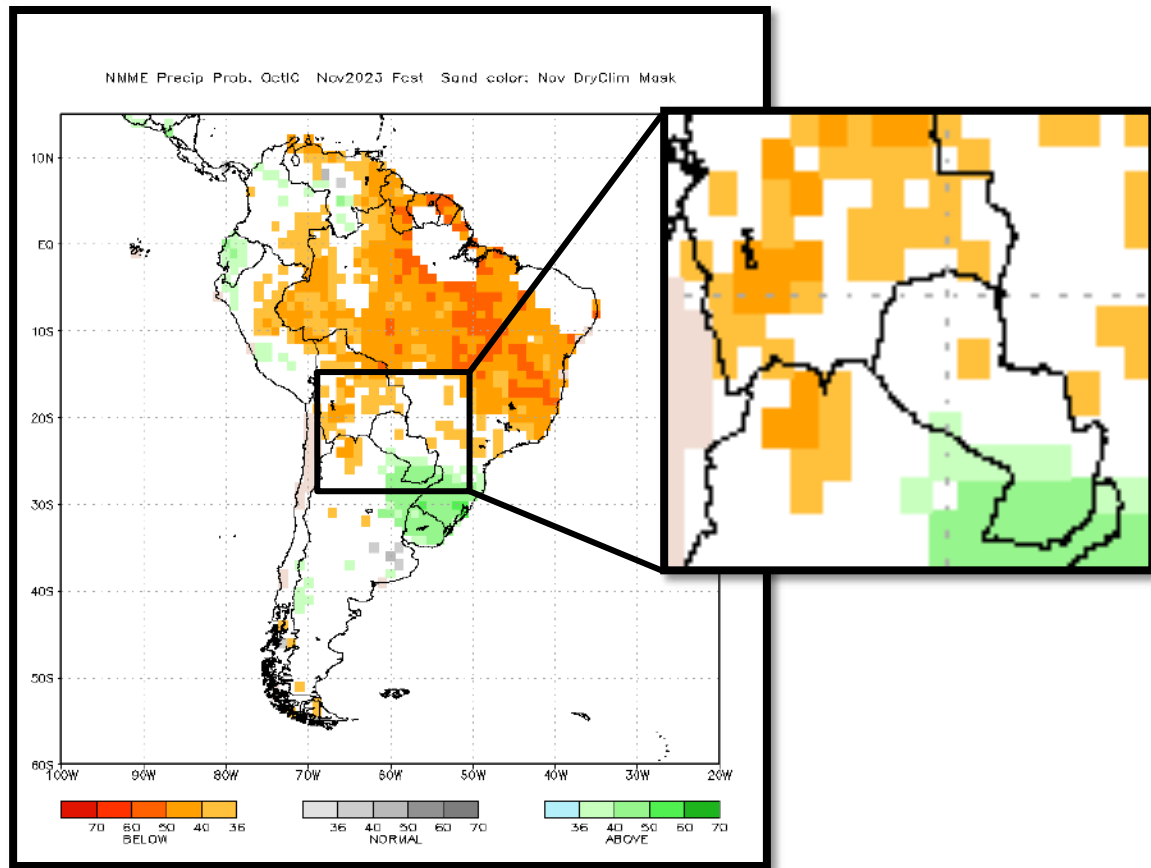 NMME Precip Prob. OctIC Nov2023 Fcst Sand color: Nov DryClim Mask
10N
EQ
10S
20S
30S
40S
50S
60S
100W 90W 80W 70W 60W 50W 40W 30W 20W
70 60 50 40 36 36 40 50 60 70 36 40 50 60 70
BELOW NORMAL ABOVE